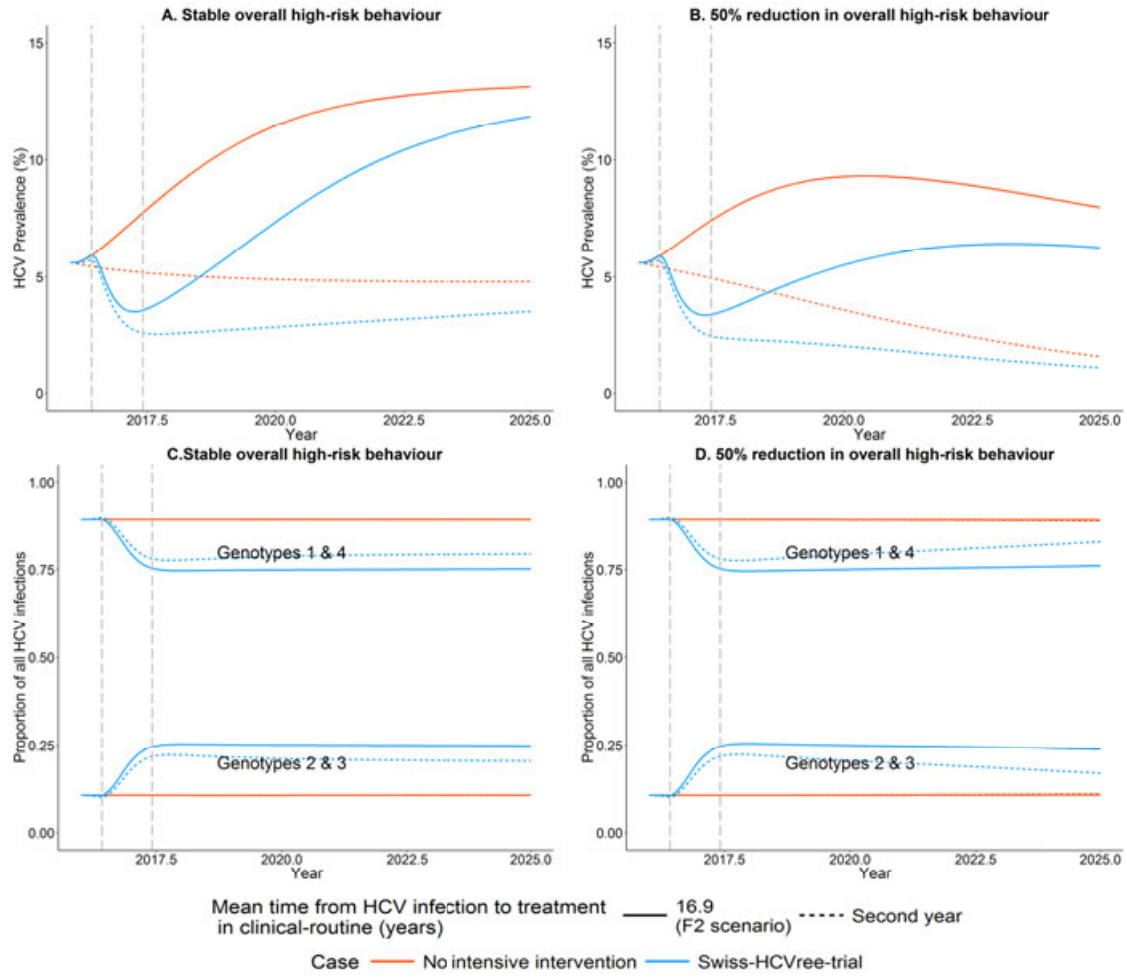 A. Stable overall high-risk behaviour
HCV Prevalence (%)
15
10
5
0
2017.5
2020.0
2022.5
2025.0
Year
B. 50% reduction in overall high-risk behaviour
HCV Prevalence (%)
15
10
5
0
2017.5
2020.0
2022.5
2025.0
Year
C.Stable overall high-risk behaviour
Proportion of all HCV infections
1.00
0.75
0.50
0.25
0.00
Genotypes 1 & 4
Genotypes 2 & 3
2017.5
2020.0
2022.5
2025.0
Year
D. 50% reduction in overall high-risk behaviour
Proportion of all HCV infections
1.00
0.75
0.50
0.25
0.00
Genotypes 1 & 4
Genotypes 2 & 3
2017.5
2020.0
2022.5
2025.0
Year
Mean time from HCV infection to treatment
in clinical-routine (years)
16.9
(F2 scenario)
Second year
Case
No intensive intervention
Swiss-HCVree-trial